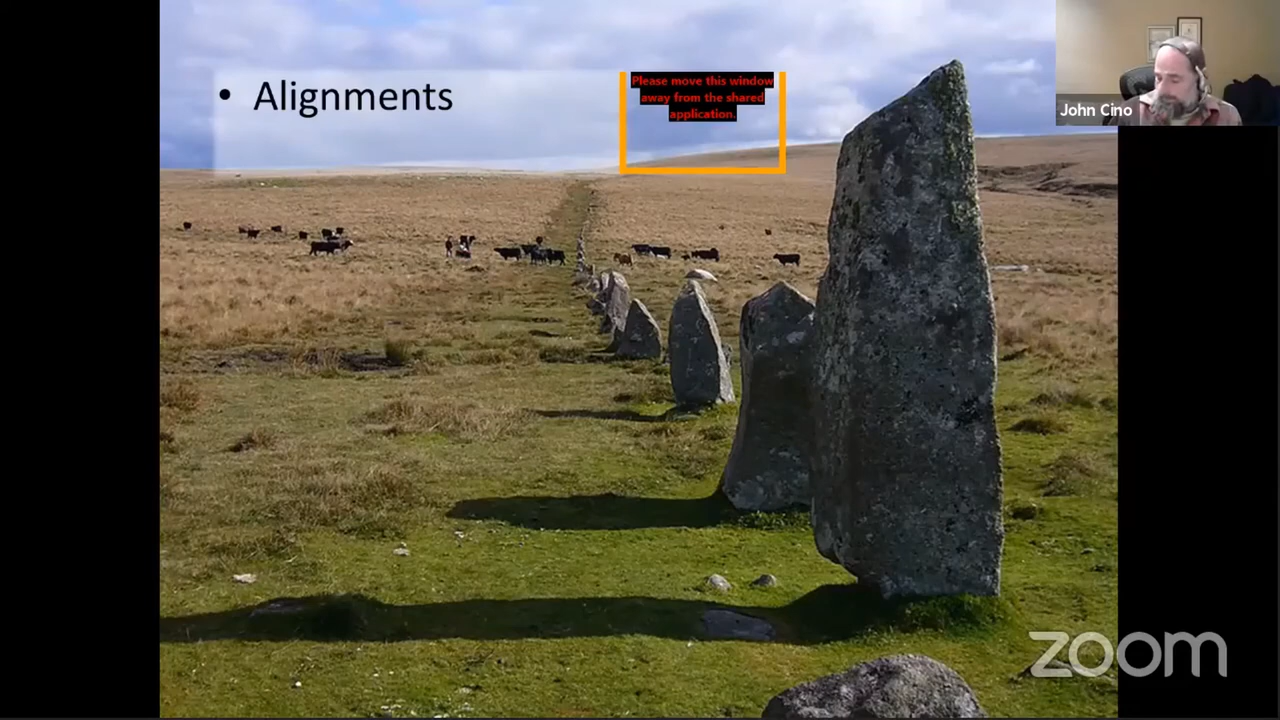 • Alignments
Please move this window
away from the shared
application.
John Cino
zoom